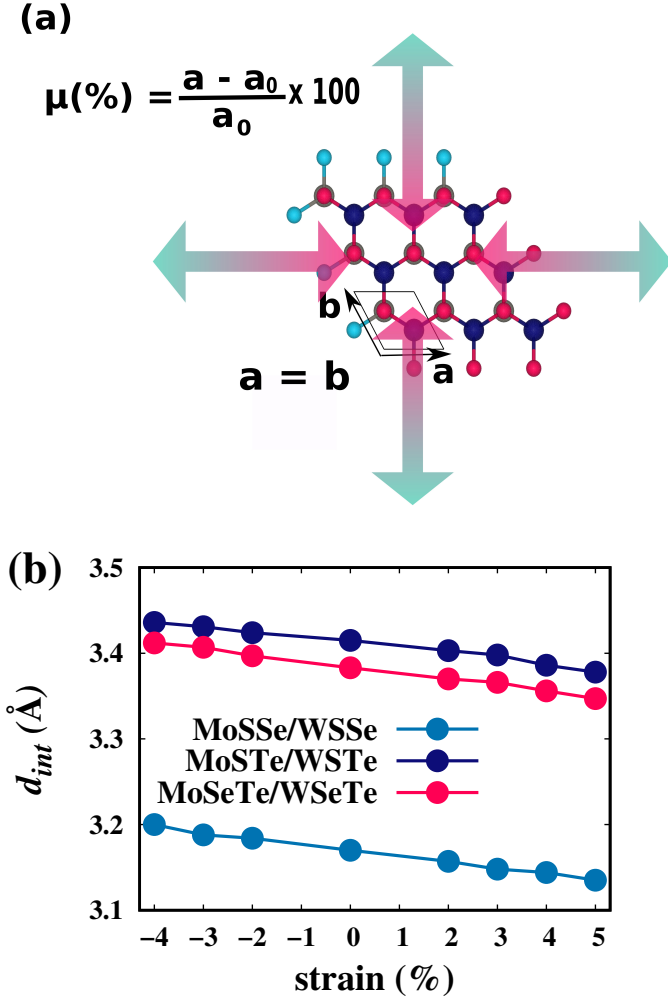 (a)
μ(%) = a - a₀ / a₀ x 100
b
a
a = b
(b)
3.5
3.4
3.3
3.2
3.1
d_int (Å)
MoSSe/WSSe
MoSTe/WSTe
MoSeTe/WSeTe
−4 −3 −2 −1 0 1 2 3 4 5
strain (%)